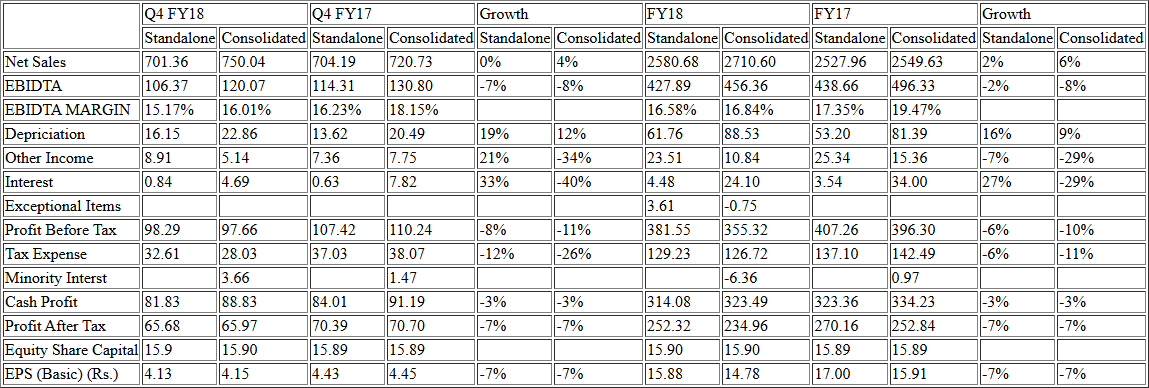 Q4 FY18 Q4 FY17 Growth FY18 FY17 Growth
Standalone Consolidated Standalone Consolidated Standalone Consolidated Standalone Consolidated Standalone Consolidated Standalone Consolidated
Net Sales 701.36 750.04 704.19 720.73 0% 4% 2580.68 2710.60 2527.96 2549.63 2% 6%
EBIDTA 106.37 120.07 114.31 130.80 -7% -8% 427.89 456.36 438.66 496.33 -2% -8%
EBIDTA MARGIN 15.17% 16.01% 16.23% 18.15% 16.58% 16.84% 17.35% 19.47%
Depriciation 16.15 22.86 13.62 20.49 19% 12% 61.76 88.53 53.20 81.39 16% 9%
Other Income 8.91 5.14 7.36 7.75 21% -34% 23.51 10.84 25.34 15.36 -7% -29%
Interest 0.84 4.69 0.63 7.82 33% -40% 4.48 24.10 3.54 34.00 27% -29%
Exceptional Items 3.61 -0.75
Profit Before Tax 98.29 97.66 107.42 110.24 -8% -11% 381.55 355.32 407.26 396.30 -6% -10%
Tax Expense 32.61 28.03 37.03 38.07 -12% -26% 129.23 126.72 137.10 142.49 -6% -11%
Minority Interst 3.66 1.47 -6.36 0.97
Cash Profit 81.83 88.83 84.01 91.19 -3% -3% 314.08 323.49 323.36 334.23 -3% -3%
Profit After Tax 65.68 65.97 70.39 70.70 -7% -7% 252.32 234.96 270.16 252.84 -7% -7%
Equity Share Capital 15.9 15.90 15.89 15.89 15.90 15.90 15.89 15.89
EPS (Basic) (Rs.) 4.13 4.15 4.43 4.45 -7% -7% 15.88 14.78 17.00 15.91 -7% -7%